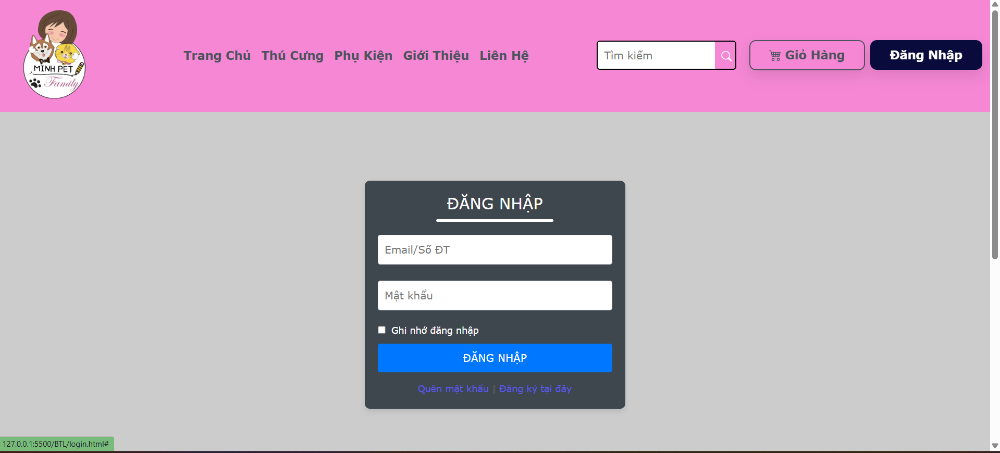 MINH PET
Family
Trang Chủ Thú Cưng Phụ Kiện Giới Thiệu Liên Hệ
Tìm kiếm
Giỏ Hàng
Đăng Nhập
ĐĂNG NHẬP
Email/Số ĐT
Mật khẩu
Ghi nhớ đăng nhập
ĐĂNG NHẬP
Quên mật khẩu | Đăng ký tại đây
127.0.0.1:5500/BTL/login.html#